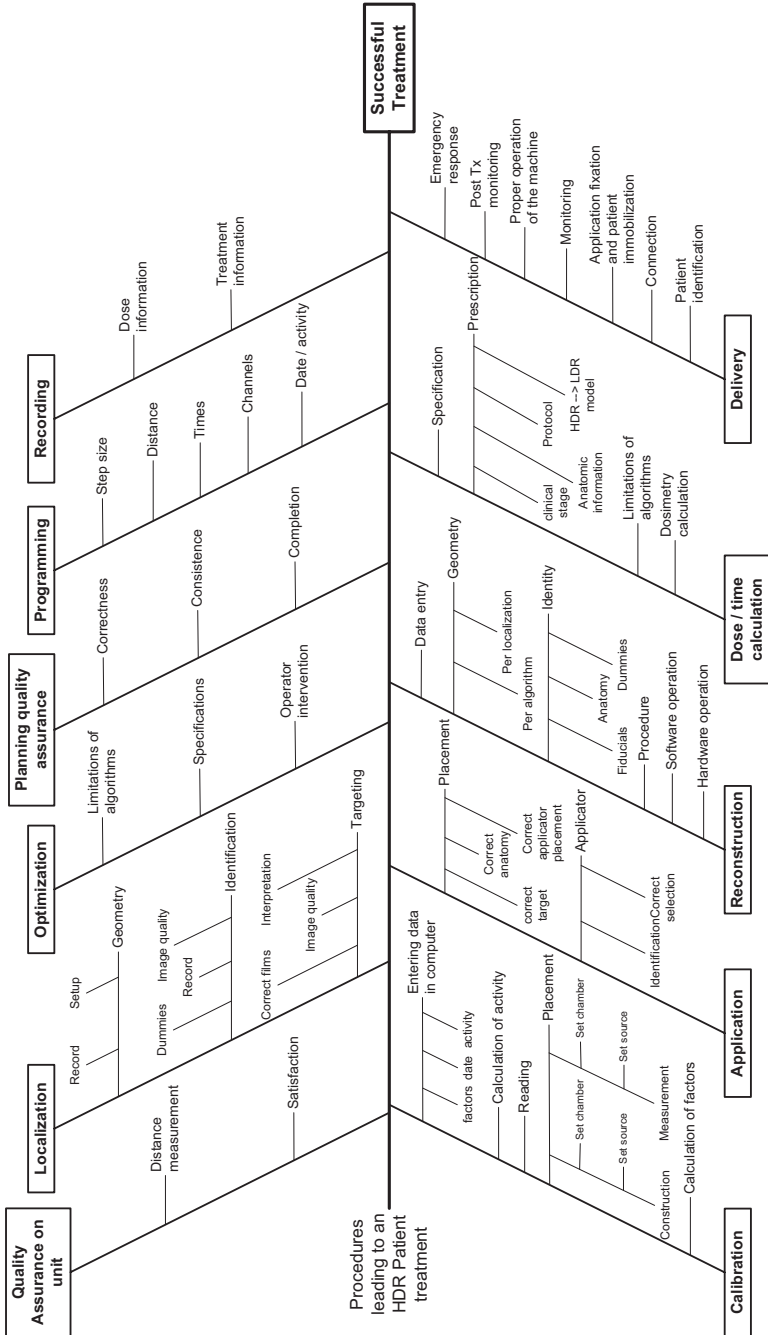 Procedures
leading to an
HDR Patient
treatment
Successful
Treatment
Quality
Assurance on
unit
Distance
measurement
Satisfaction
Localization
Record
Setup
Geometry
Dummies
Record
Image quality
Identification
Correct films
Interpretation
Image quality
Targeting
Optimization
Limitations of
algorithms
Specifications
Operator
intervention
Planning quality
assurance
Correctness
Consistence
Completion
Programming
Step size
Distance
Times
Channels
Date / activity
Recording
Dose
information
Treatment
information
Entering data
in computer
factors
date
activity
Calculation of activity
Reading
Placement
Set chamber
Set source
Construction
Set chamber
Set source
Measurement
Calculation of factors
Calibration
Placement
correct
target
Correct
anatomy
Correct
applicator
placement
Applicator
Identification
Correct
selection
Application
Data entry
Geometry
Per algorithm
Per localization
Identity
Fiducials
Anatomy
Dummies
Procedure
Software operation
Hardware operation
Reconstruction
Specification
Prescription
clinical
stage
Anatomic
information
Protocol
HDR --> LDR
model
Limitations of
algorithms
Dosimetry
calculation
Dose / time
calculation
Emergency
response
Post Tx
monitoring
Proper operation
of the machine
Monitoring
Application fixation
and patient
immobilization
Connection
Patient
identification
Delivery